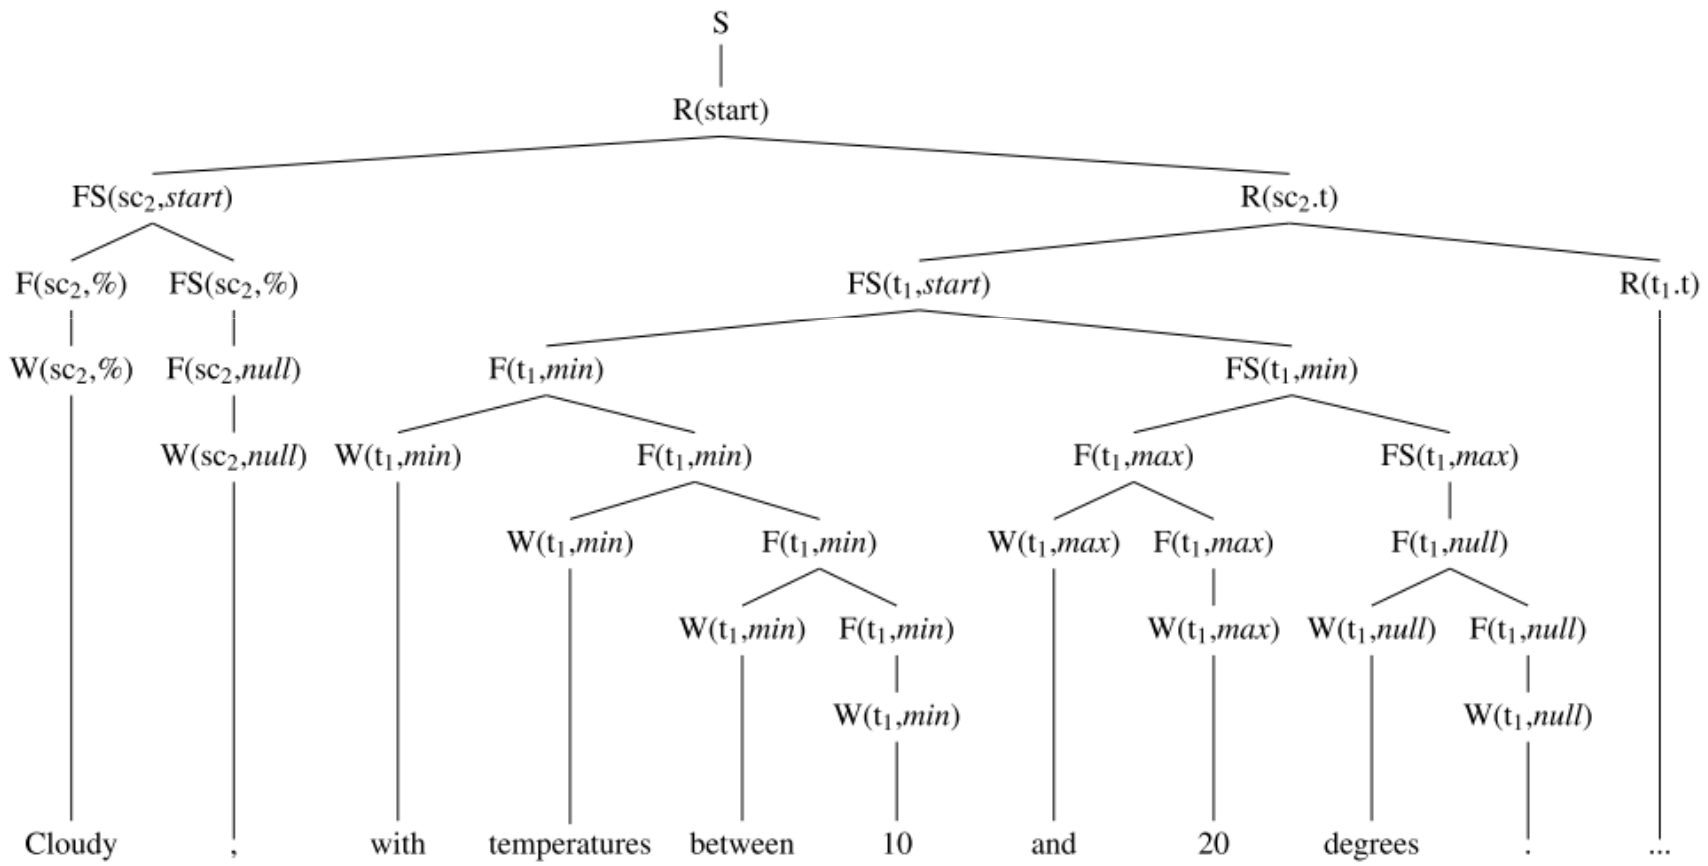 S
R(start)
FS(sc₂,start) R(sc₂.t)
F(sc₂,%) FS(sc₂,%) FS(t₁,start) R(t₁.t)
W(sc₂,%) F(sc₂,null) F(t₁,min) FS(t₁,min)
W(sc₂,null) W(t₁,min) F(t₁,min) F(t₁,max) FS(t₁,max)
W(t₁,min) F(t₁,min) W(t₁,max) F(t₁,max) F(t₁,null)
W(t₁,min) F(t₁,min) W(t₁,max) W(t₁,null) F(t₁,null)
W(t₁,min) W(t₁,null)
Cloudy , with temperatures between 10 and 20 degrees . ...